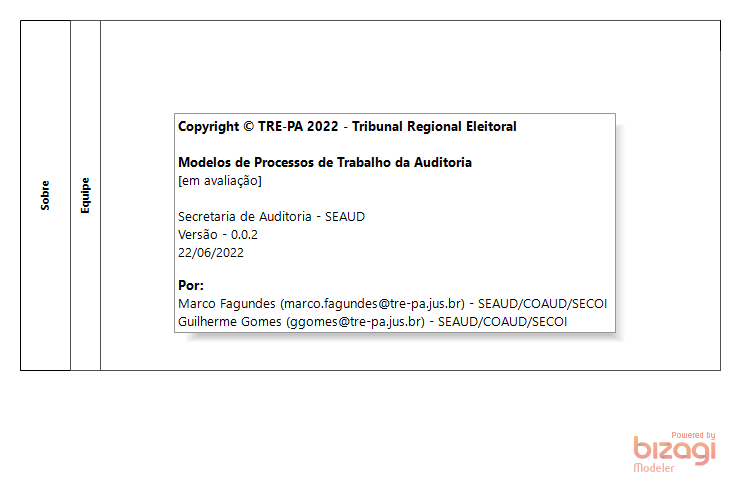 Sobre
Equipe
Copyright © TRE-PA 2022 - Tribunal Regional Eleitoral
Modelos de Processos de Trabalho da Auditoria
[em avaliação]
Secretaria de Auditoria - SEAUD
Versão - 0.0.2
22/06/2022
Por:
Marco Fagundes (marco.fagundes@tre-pa.jus.br) - SEAUD/COAUD/SECOI
Guilherme Gomes (ggomes@tre-pa.jus.br) - SEAUD/COAUD/SECOI
Powered by
bizagi
Modeler